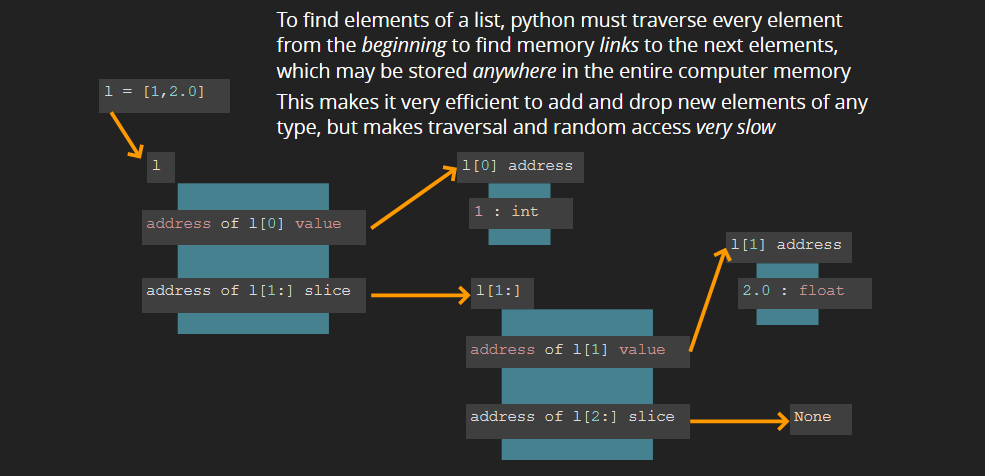 To find elements of a list, python must traverse every element
from the beginning to find memory links to the next elements,
which may be stored anywhere in the entire computer memory
l = [1,2.0]
This makes it very efficient to add and drop new elements of any
type, but makes traversal and random access very slow
l
l[0] address
address of l[0] value
1 : int
l[1] address
address of l[1:] slice
l[1:]
2.0 : float
address of l[1] value
address of l[2:] slice
None